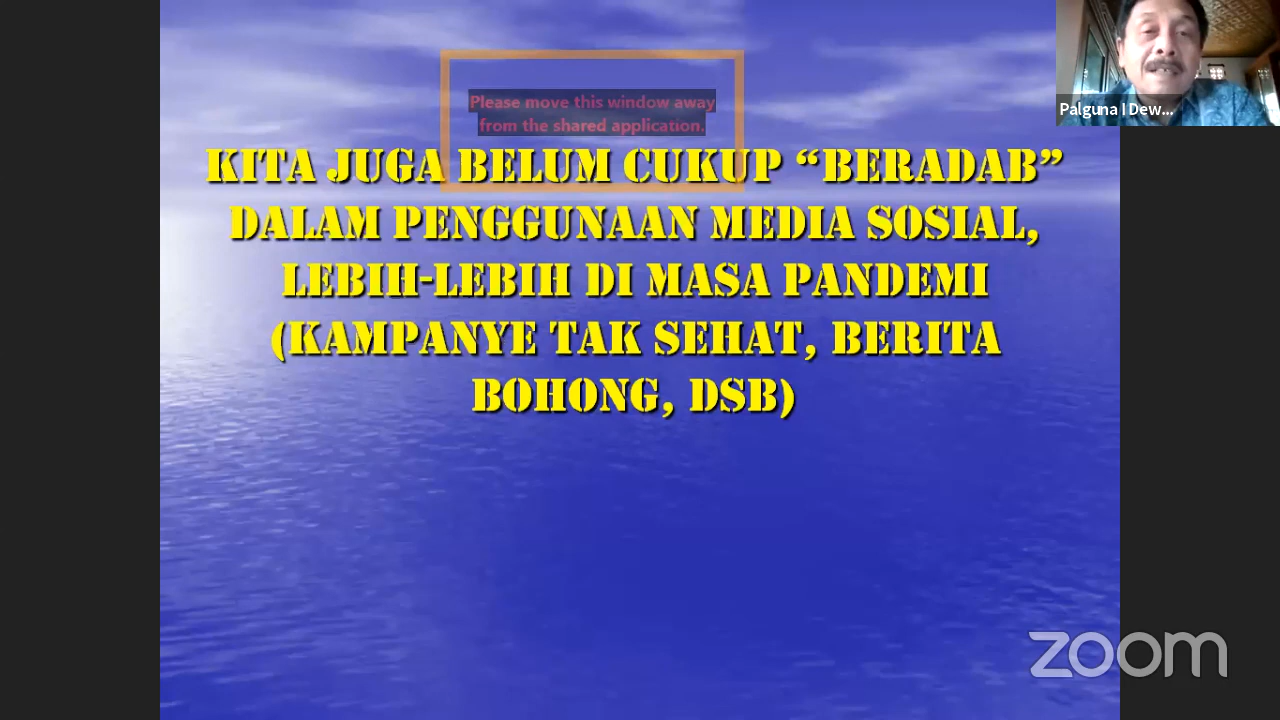 Please move this window away
from the shared application.
Palguna I Dew...
KITA JUGA BELUM CUKUP “BERADAB”
DALAM PENGGUNAAN MEDIA SOSIAL,
LEBIH-LEBIH DI MASA PANDEMI
(KAMPANYE TAK SEHAT, BERITA
BOHONG, DSB)
zoom